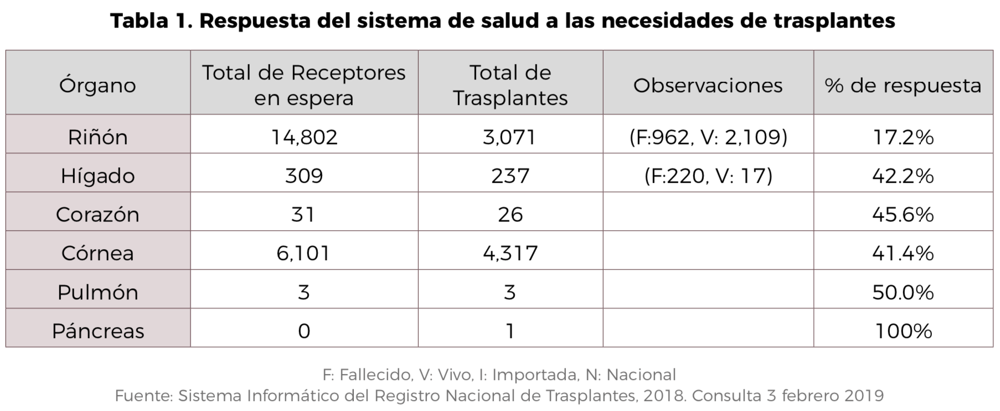 Tabla 1. Respuesta del sistema de salud a las necesidades de trasplantes
Órgano | Total de Receptores en espera | Total de Trasplantes | Observaciones | % de respuesta
Riñón | 14,802 | 3,071 | (F:962, V: 2,109) | 17.2%
Hígado | 309 | 237 | (F:220, V: 17) | 42.2%
Corazón | 31 | 26 | | 45.6%
Córnea | 6,101 | 4,317 | | 41.4%
Pulmón | 3 | 3 | | 50.0%
Páncreas | 0 | 1 | | 100%
F: Fallecido, V: Vivo, I: Importada, N: Nacional
Fuente: Sistema Informático del Registro Nacional de Trasplantes, 2018. Consulta 3 febrero 2019